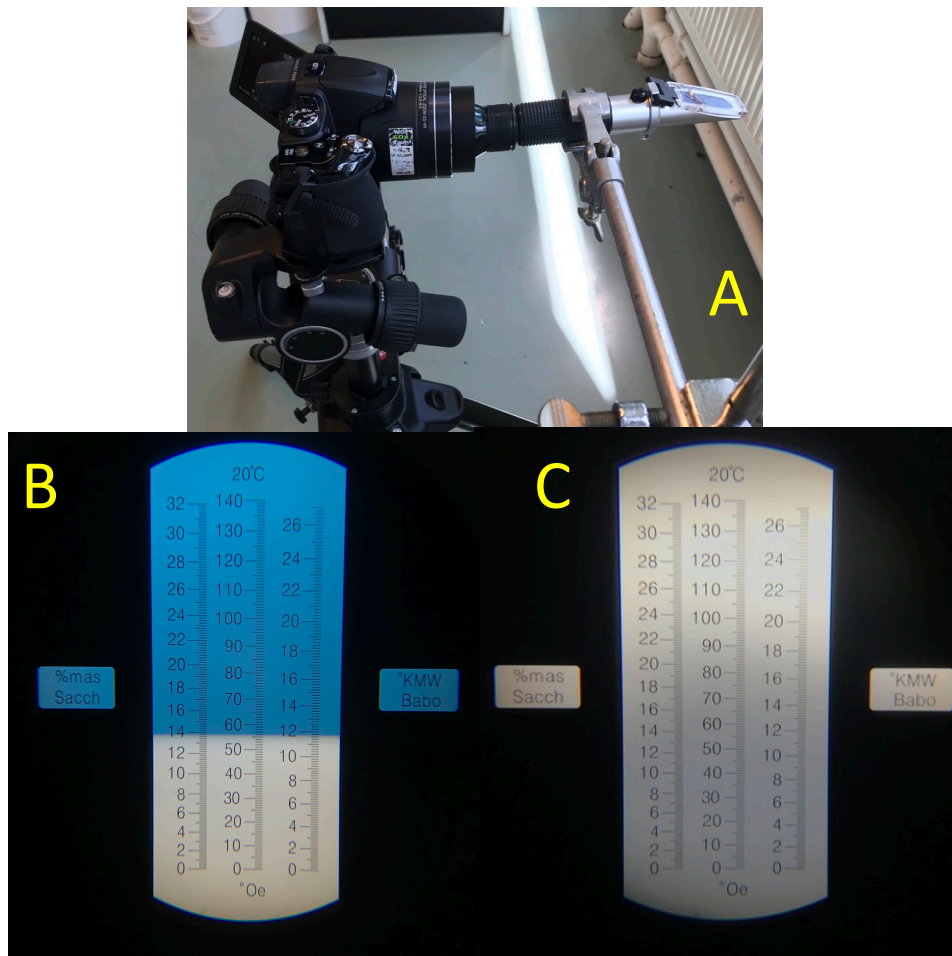 A
B
20°C
32 140
30 130 26
28 120 24
26 110 22
24 100 20
22 90 18
20 80 16
18 70 14
16 60 12
14
12 50 10
10 40 8
8 30 6
6 20 4
4 10 2
2
0 0 0
°Oe
%mas
Sacch
°KMW
Babo
C
20°C
32 140
30 130 26
28 120 24
26 110 22
24 100 20
22 90 18
20 80 16
18 70 14
16 60 12
14
12 50 10
10 40 8
8 30 6
6 20 4
4 10 2
2
0 0 0
°Oe
%mas
Sacch
°KMW
Babo